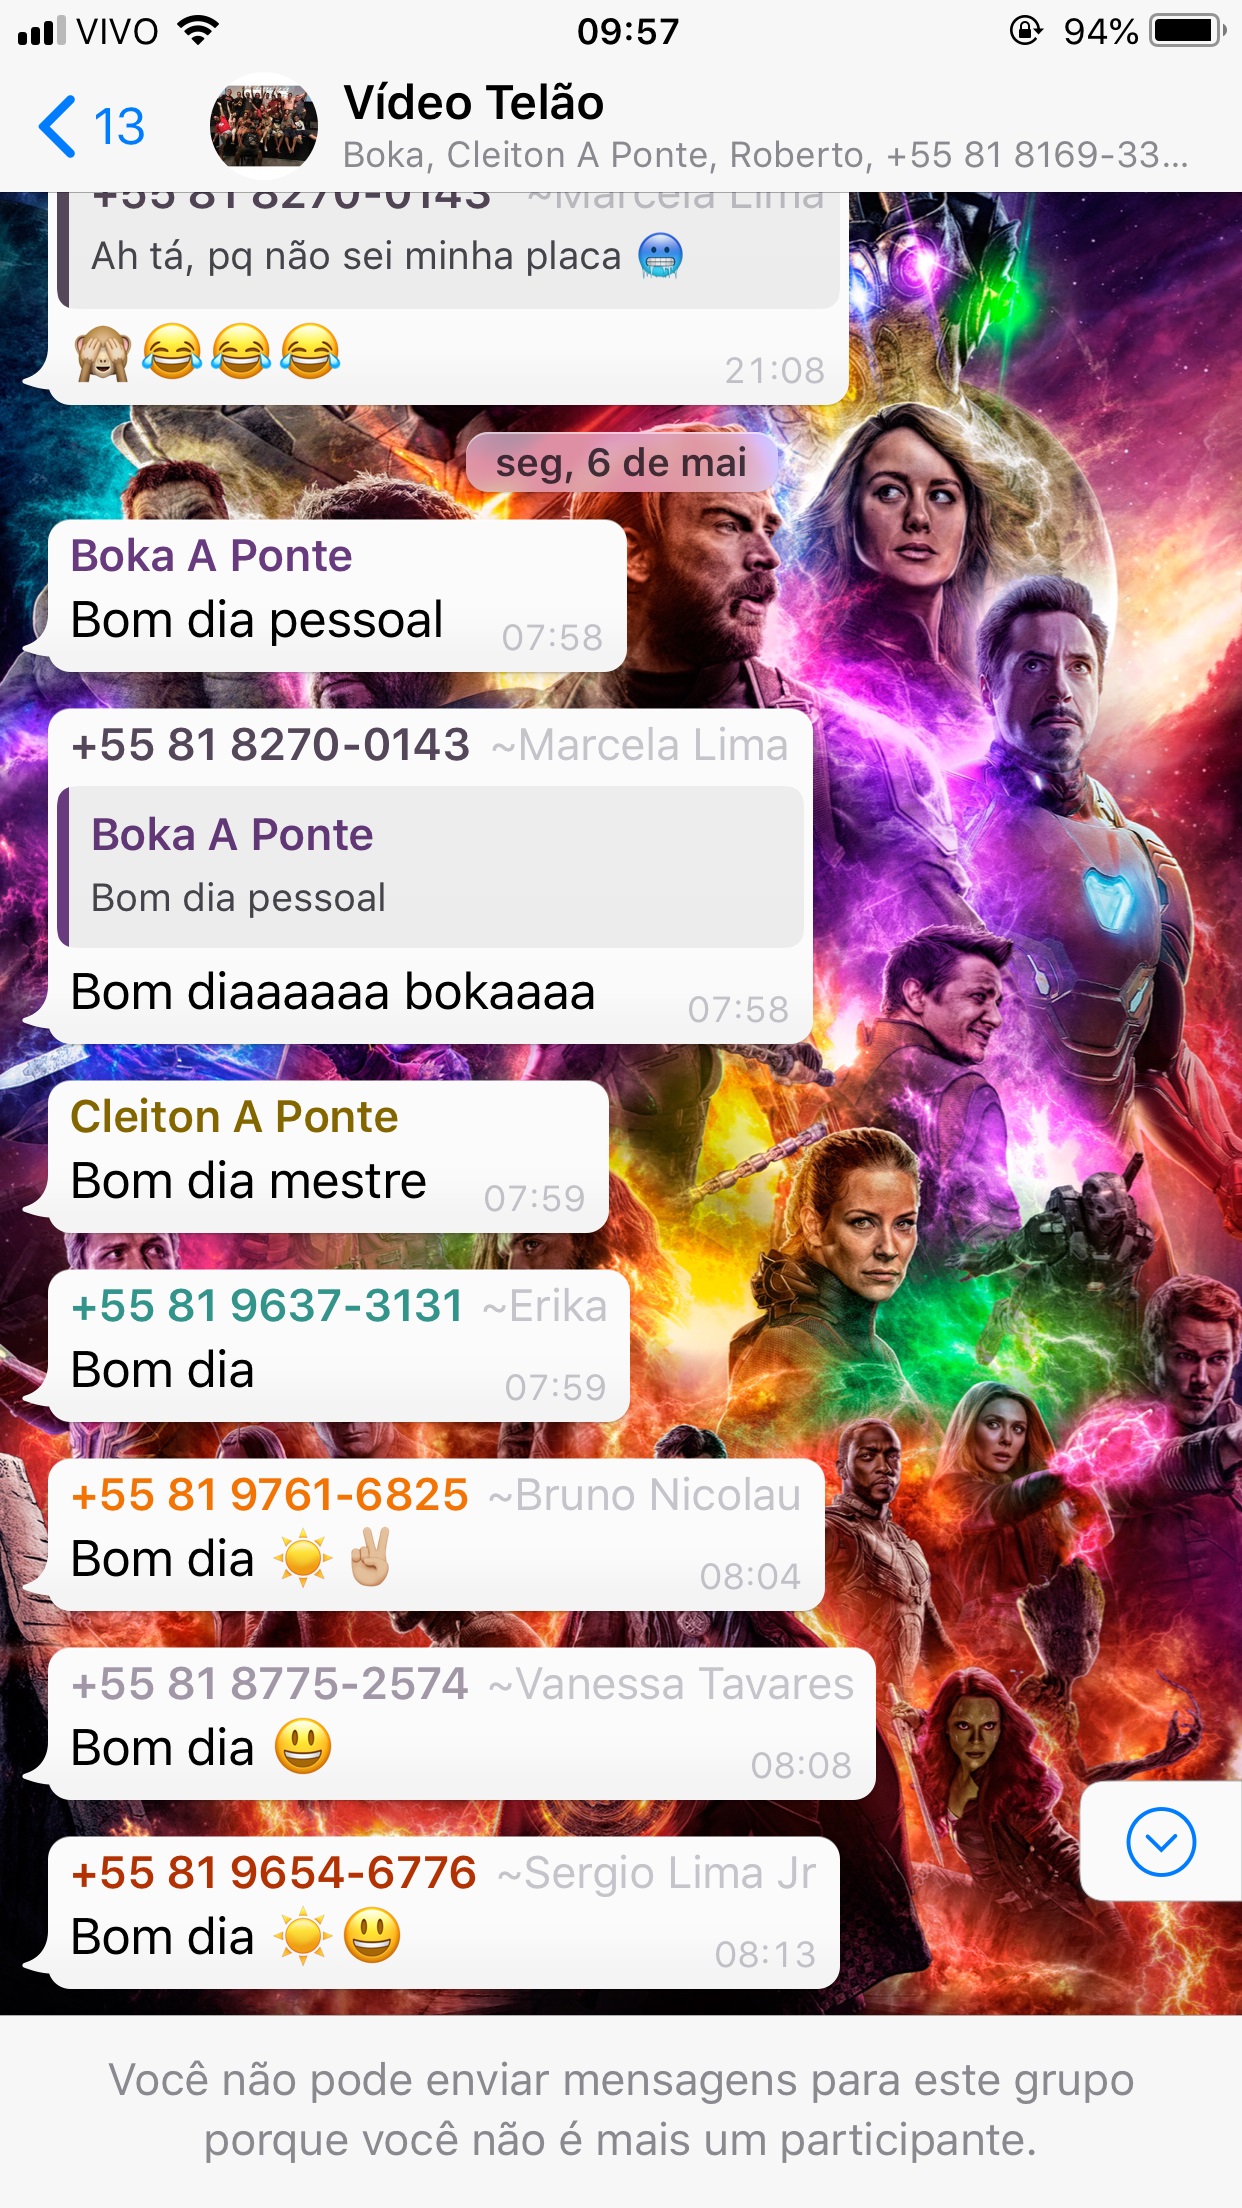 VIVO 09:57 94%
13 Vídeo Telão
Boka, Cleiton A Ponte, Roberto, +55 81 8169-33...
+55 81 8270-0143 ~Marcela Lima
Ah tá, pq não sei minha placa 🥶
🙈😂😂😂 21:08
seg, 6 de mai
Boka A Ponte
Bom dia pessoal 07:58
+55 81 8270-0143 ~Marcela Lima
Boka A Ponte
Bom dia pessoal
Bom diaaaaaa bokaaaa 07:58
Cleiton A Ponte
Bom dia mestre 07:59
+55 81 9637-3131 ~Erika
Bom dia 07:59
+55 81 9761-6825 ~Bruno Nicolau
Bom dia ☀️✌🏼 08:04
+55 81 8775-2574 ~Vanessa Tavares
Bom dia 😃 08:08
+55 81 9654-6776 ~Sergio Lima Jr
Bom dia ☀️😃 08:13
Você não pode enviar mensagens para este grupo
porque você não é mais um participante.